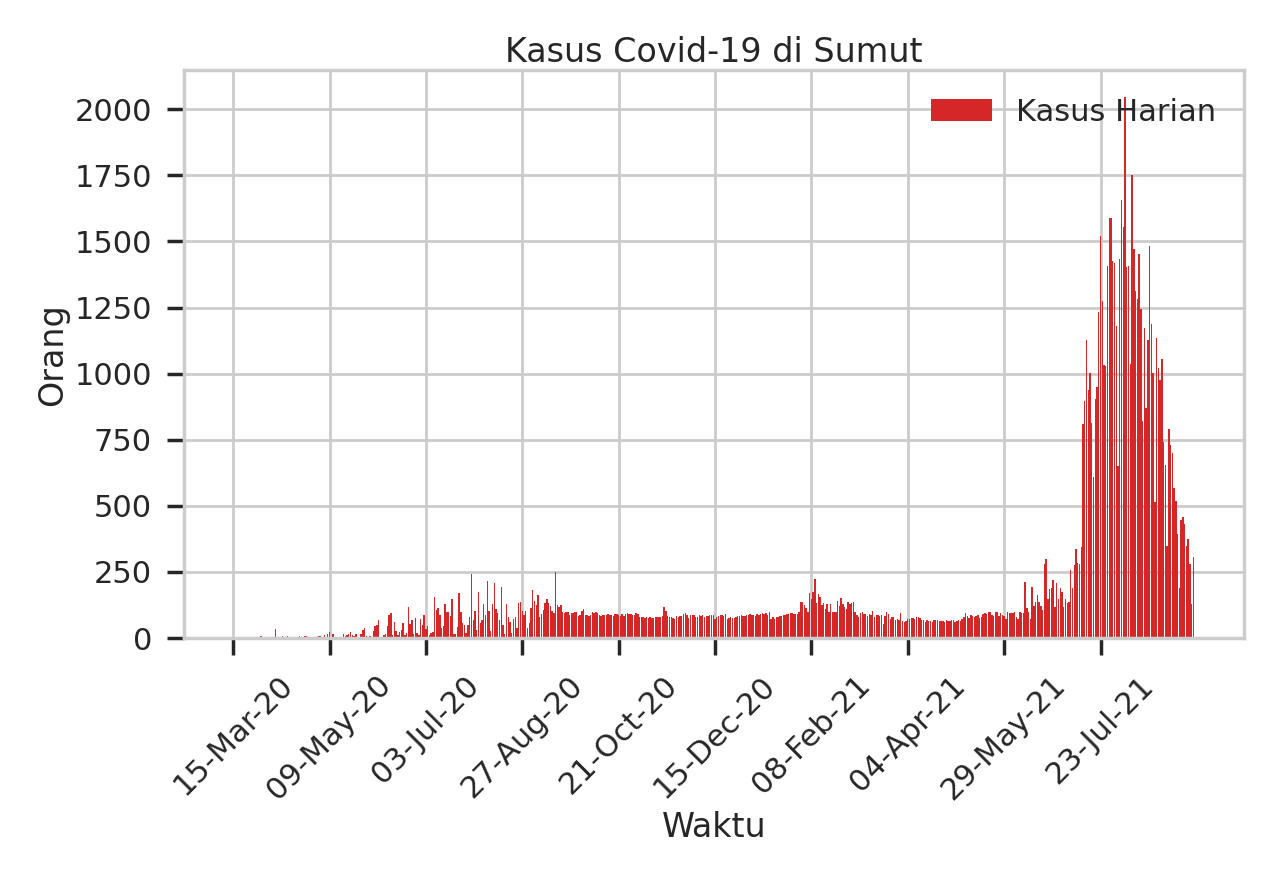 Kasus Covid-19 di Sumut
Kasus Harian
Orang
2000
1750
1500
1250
1000
750
500
250
0
15-Mar-20
09-May-20
03-Jul-20
27-Aug-20
21-Oct-20
15-Dec-20
08-Feb-21
04-Apr-21
29-May-21
23-Jul-21
Waktu